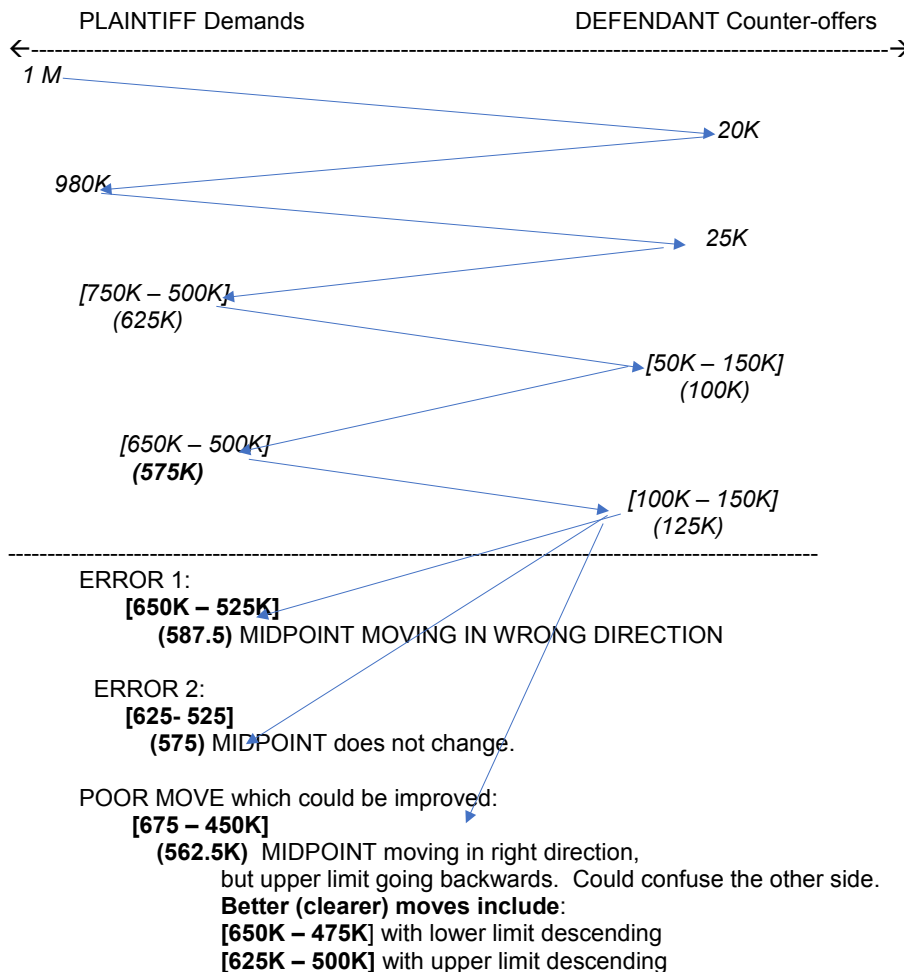 PLAINTIFF Demands DEFENDANT Counter-offers
1 M
20K
980K
25K
[750K – 500K]
(625K)
[50K – 150K]
(100K)
[650K – 500K]
(575K)
[100K – 150K]
(125K)
ERROR 1:
[650K – 525K]
(587.5) MIDPOINT MOVING IN WRONG DIRECTION
ERROR 2:
[625- 525]
(575) MIDPOINT does not change.
POOR MOVE which could be improved:
[675 – 450K]
(562.5K) MIDPOINT moving in right direction,
but upper limit going backwards. Could confuse the other side.
Better (clearer) moves include:
[650K – 475K] with lower limit descending
[625K – 500K] with upper limit descending